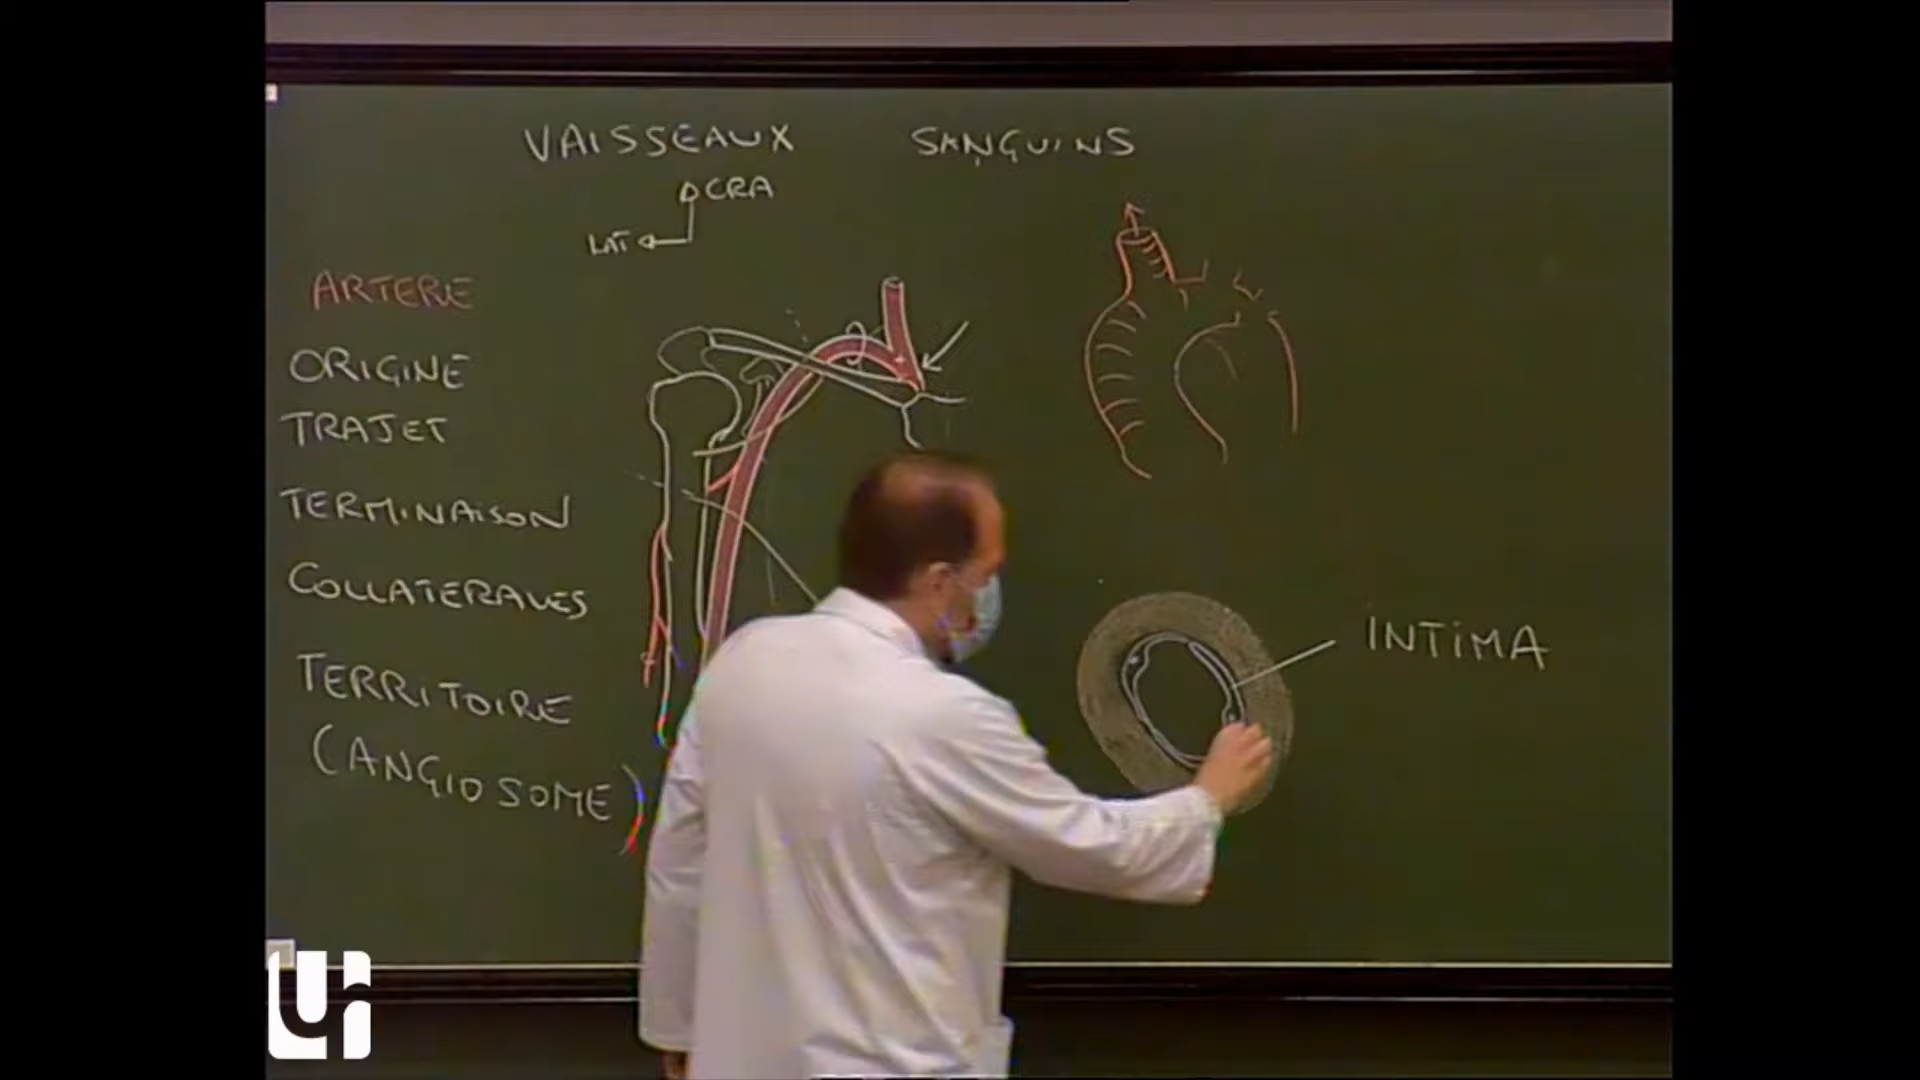 VAISSEAUX SANGUINS
CRA
LAT
ARTERE
ORIGINE
TRAJET
TERMINAISON
COLLATERALES
TERRITOIRE
(ANGIOSOME)
INTIMA